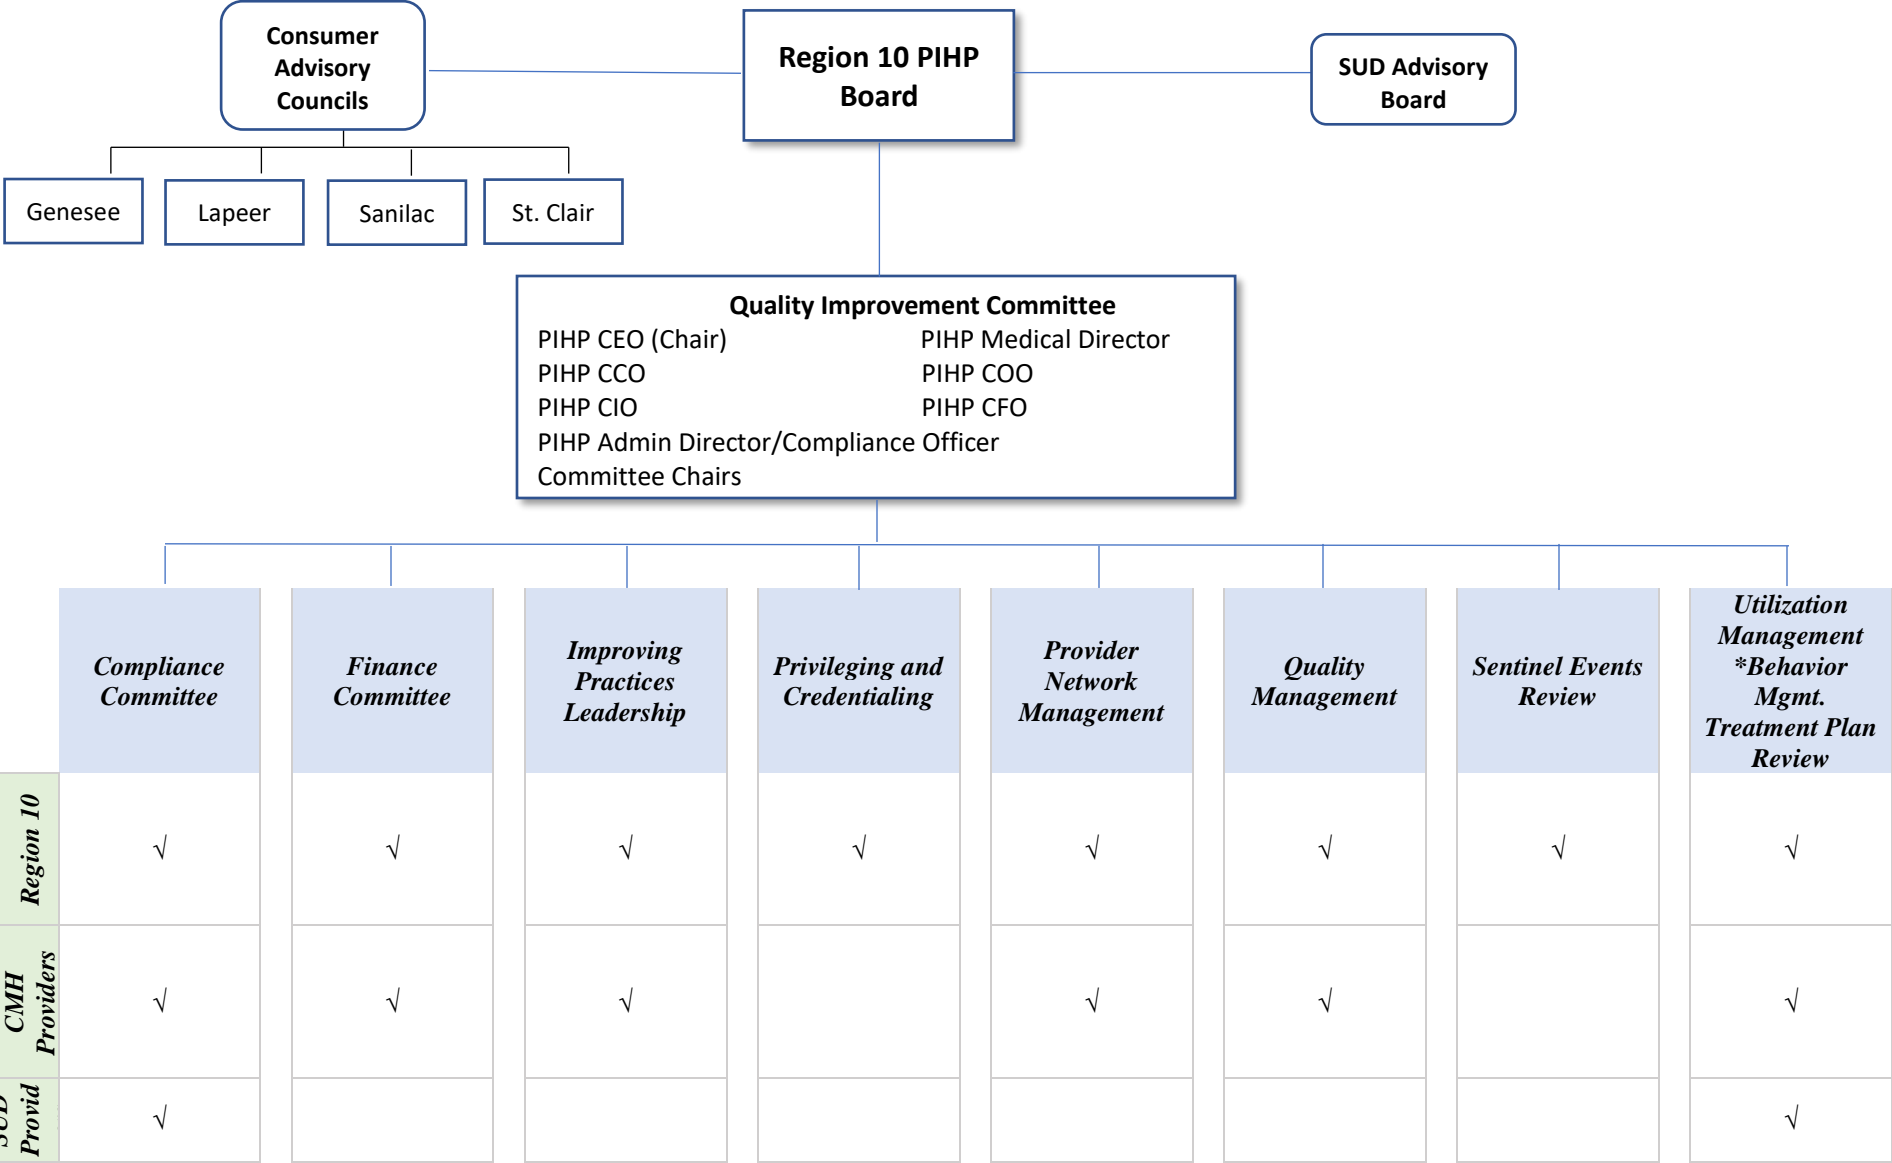 Consumer
Advisory
Councils
Region 10 PIHP
Board
SUD Advisory
Board
Genesee
Lapeer
Sanilac
St. Clair
Quality Improvement Committee
PIHP CEO (Chair) PIHP Medical Director
PIHP CCO PIHP COO
PIHP CIO PIHP CFO
PIHP Admin Director/Compliance Officer
Committee Chairs
Compliance
Committee
Finance
Committee
Improving
Practices
Leadership
Privileging and
Credentialing
Provider
Network
Management
Quality
Management
Sentinel Events
Review
Utilization
Management
*Behavior
Mgmt.
Treatment Plan
Review
Region 10
√ √ √ √ √ √ √ √
CMH
Providers
√ √ √ √ √ √
SUD
Provid
√ √